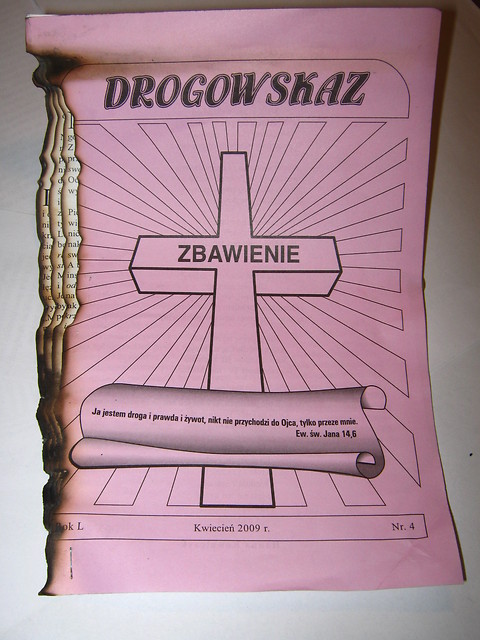 DROGOWSKAZ
ZBAWIENIE
Ja jestem droga i prawda i żywot, nikt nie przychodzi do Ojca, tylko przeze mnie.
Ew. św. Jana 14,6
Rok L Kwiecień 2009 r. Nr. 4